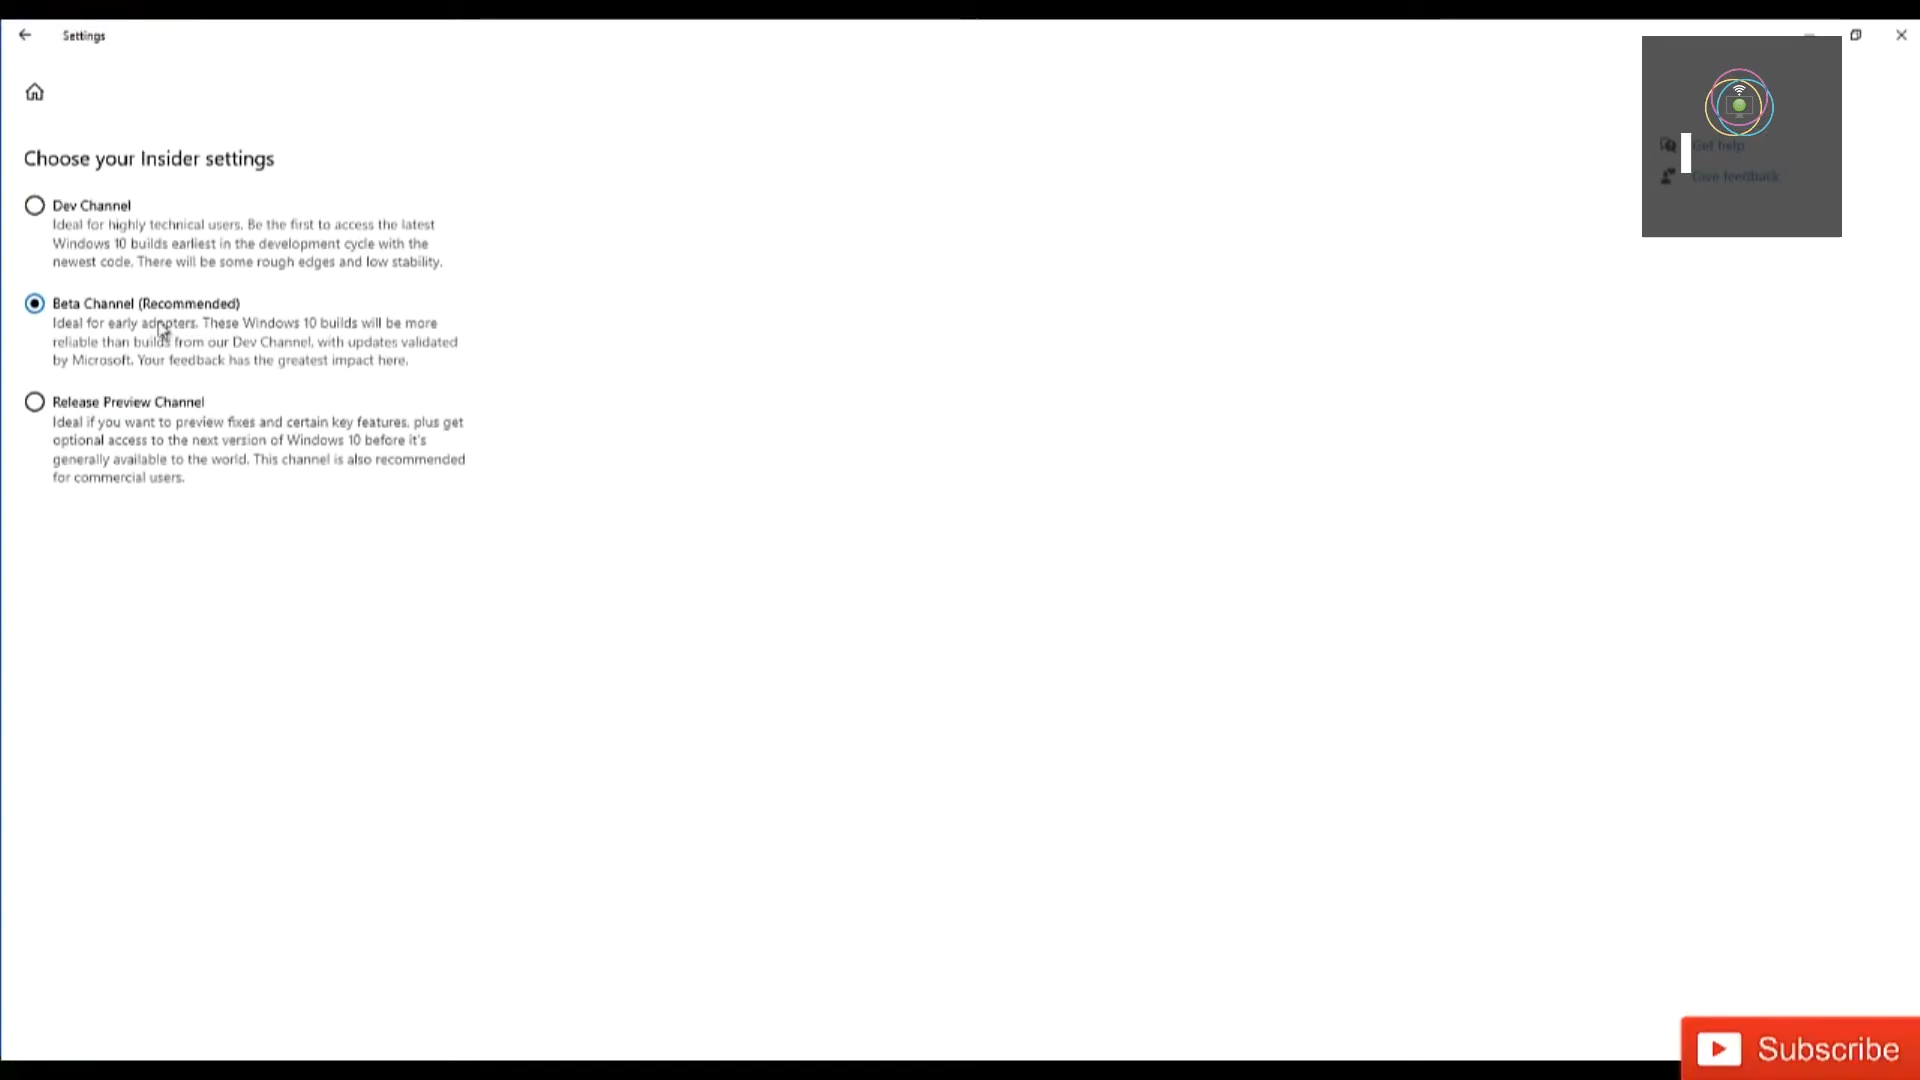 Settings
Choose your Insider settings
Dev Channel
Ideal for highly technical users. Be the first to access the latest
Windows 10 builds earliest in the development cycle with the
newest code. There will be some rough edges and low stability.
Beta Channel (Recommended)
Ideal for early adopters. These Windows 10 builds will be more
reliable than builds from our Dev Channel, with updates validated
by Microsoft. Your feedback has the greatest impact here.
Release Preview Channel
Ideal if you want to preview fixes and certain key features, plus get
optional access to the next version of Windows 10 before it's
generally available to the world. This channel is also recommended
for commercial users.
Get help
Give feedback
Subscribe